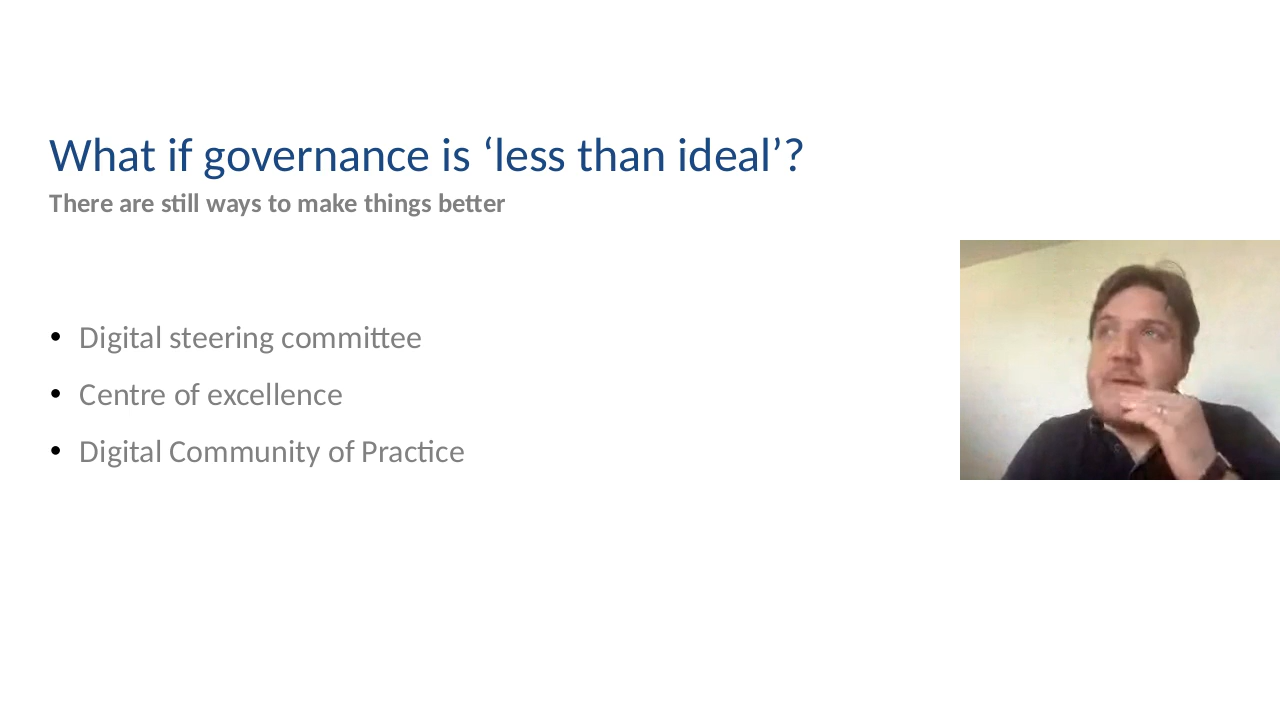 What if governance is ‘less than ideal’?
There are still ways to make things better
• Digital steering committee
• Centre of excellence
• Digital Community of Practice